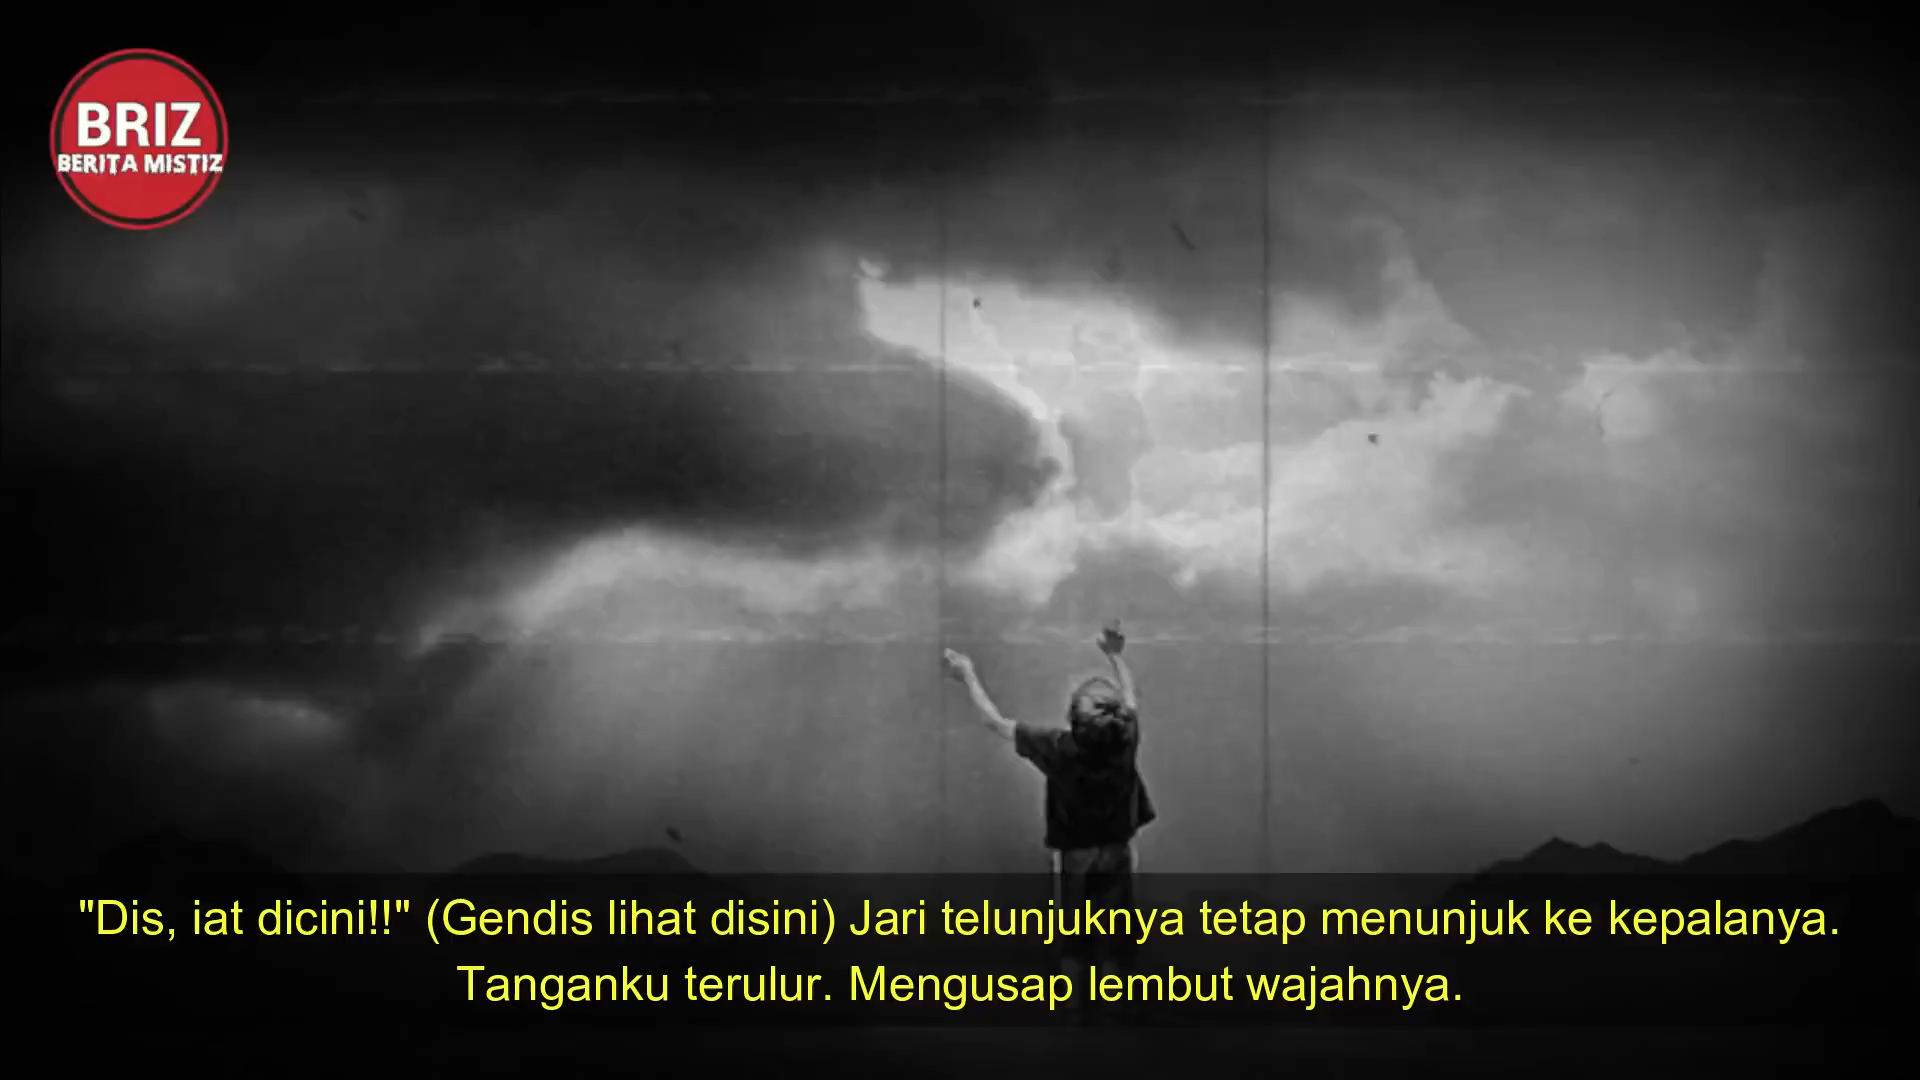 BRIZ
BERITA MISTIZ
"Dis, iat dicini!!" (Gendis lihat disini) Jari telunjuknya tetap menunjuk ke kepalanya.
Tanganku terulur. Mengusap lembut wajahnya.